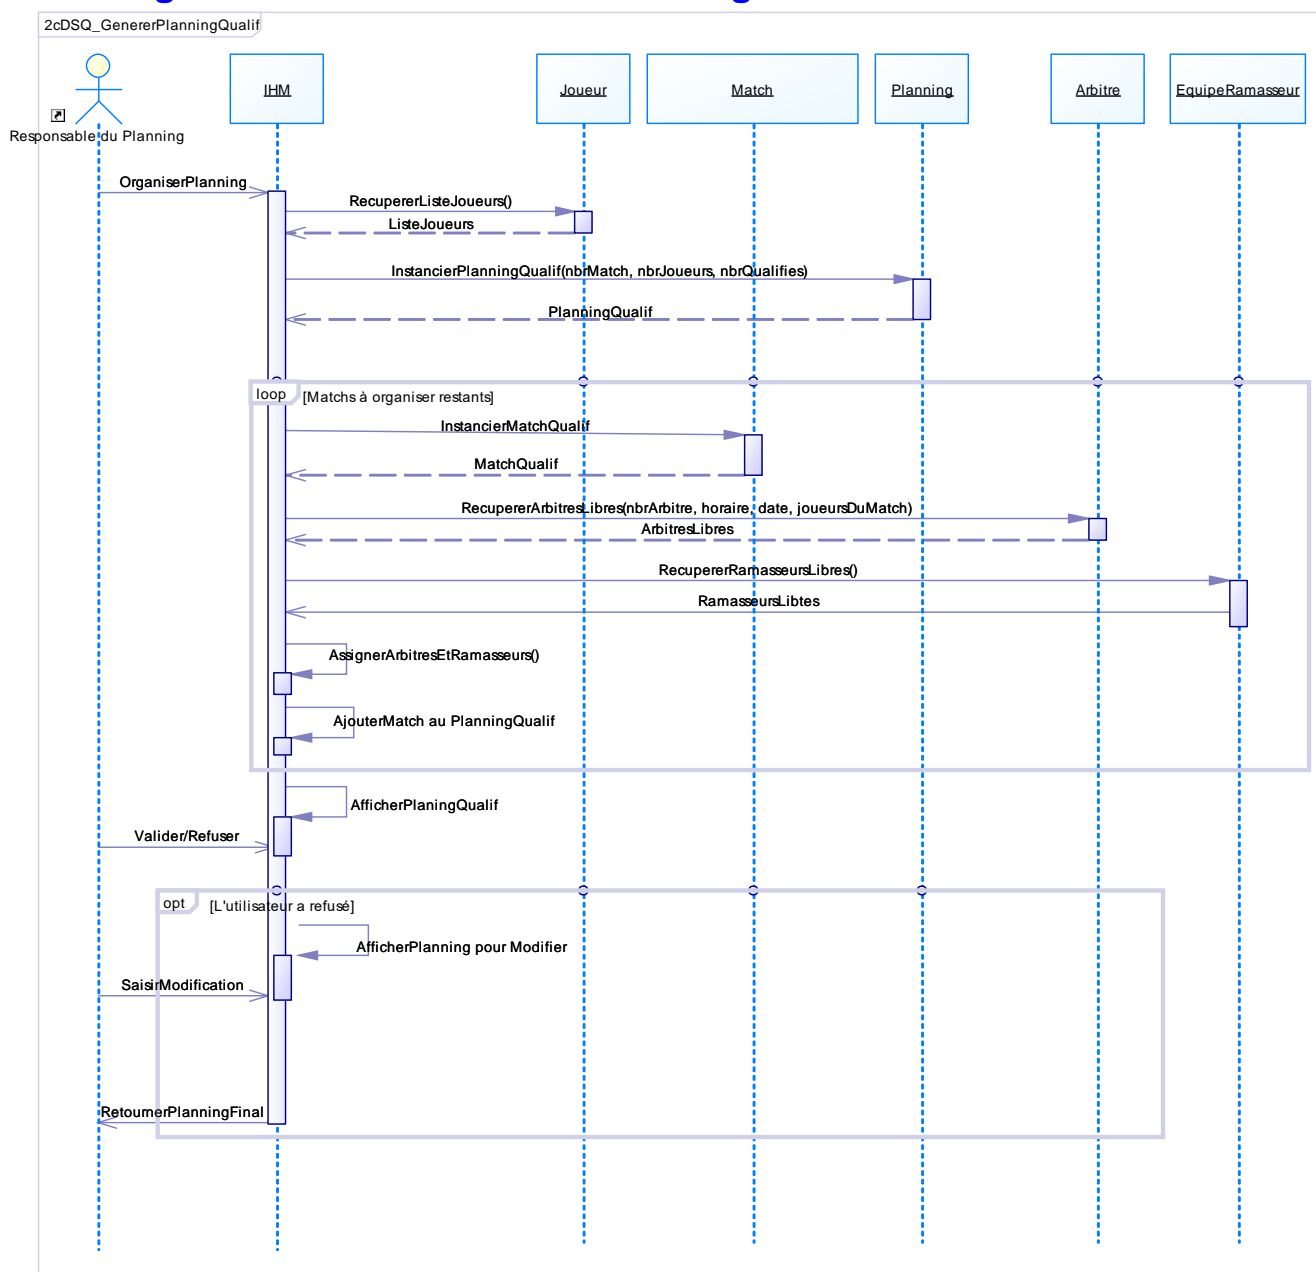 2cDSQ_GenererPlanningQualif
Responsable du Planning
IHM
Joueur
Match
Planning
Arbitre
EquipeRamasseur
OrganiserPlanning
RecupererListeJoueurs()
ListeJoueurs
InstancierPlanningQualif(nbrMatch, nbrJoueurs, nbrQualifies)
PlanningQualif
loop
[Matchs à organiser restants]
InstancierMatchQualif
MatchQualif
RecupererArbitresLibres(nbrArbitre, horaire, date, joueursDuMatch)
ArbitresLibres
RecupererRamasseursLibres()
RamasseursLibtes
AssignerArbitresEtRamasseurs()
AjouterMatch au PlanningQualif
AfficherPlaningQualif
Valider/Refuser
opt
[L'utilisateur a refusé]
AfficherPlanning pour Modifier
SaisirModification
RetournerPlanningFinal